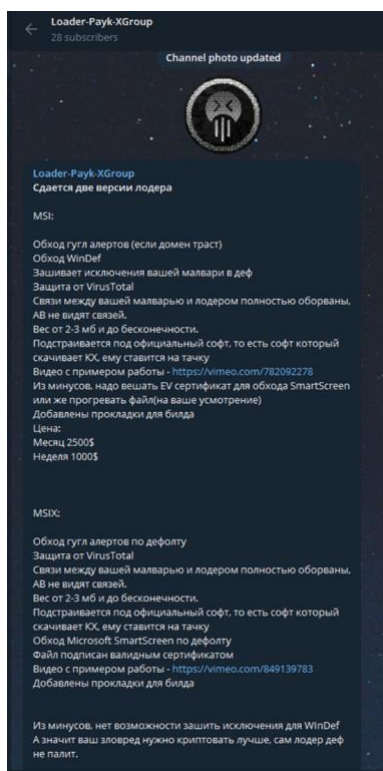 Loader-Payk-XGroup
28 subscribers
Channel photo updated
Loader-Payk-XGroup
Сдается две версии лодера
MSI:
Обход гугл алертов (если домен траст)
Обход WinDef
Зашивает исключения вашей малвари в деф
Защита от VirusTotal
Связи между вашей малварью и лодером полностью оборваны,
АВ не видят связей.
Вес от 2-3 мб и до бесконечности.
Подстраивается под официальный софт, то есть софт который
скачивает КХ, ему ставится на тачку
Видео с примером работы - https://vimeo.com/782092278
Из минусов, надо вешать EV сертификат для обхода SmartScreen
или же прогревать файл(на ваше усмотрение)
Добавлены прокладки для билда
Цена:
Месяц 2500$
Неделя 1000$
MSIX:
Обход гугл алертов по дефолту
Защита от VirusTotal
Связи между вашей малварью и лодером полностью оборваны,
АВ не видят связей.
Вес от 2-3 мб и до бесконечности.
Подстраивается под официальный софт, то есть софт который
скачивает КХ, ему ставится на тачку
Обход Microsoft SmartScreen по дефолту
Файл подписан валидным сертификатом
Видео с примером работы - https://vimeo.com/849139783
Добавлены прокладки для билда
Из минусов, нет возможности зашить исключения для WInDef
А значит ваш зловред нужно криптовать лучше, сам лодер деф
не палит.